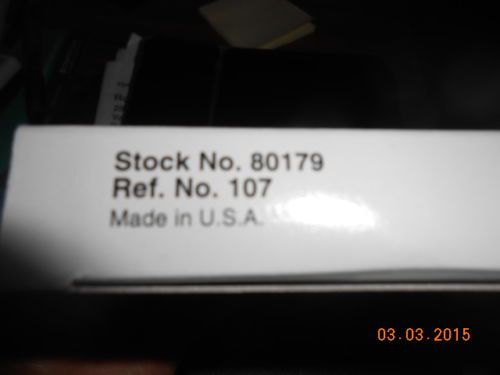 Stock No. 80179
Ref. No. 107
Made in U.S.A.
03.03.2015